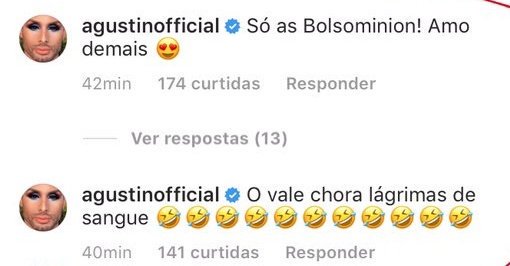 agustinofficial Só as Bolsominion! Amo
demais 😍
42min 174 curtidas Responder
Ver respostas (13)
agustinofficial O vale chora lágrimas de
sangue 🤣🤣🤣🤣🤣🤣🤣🤣🤣🤣
40min 141 curtidas Responder